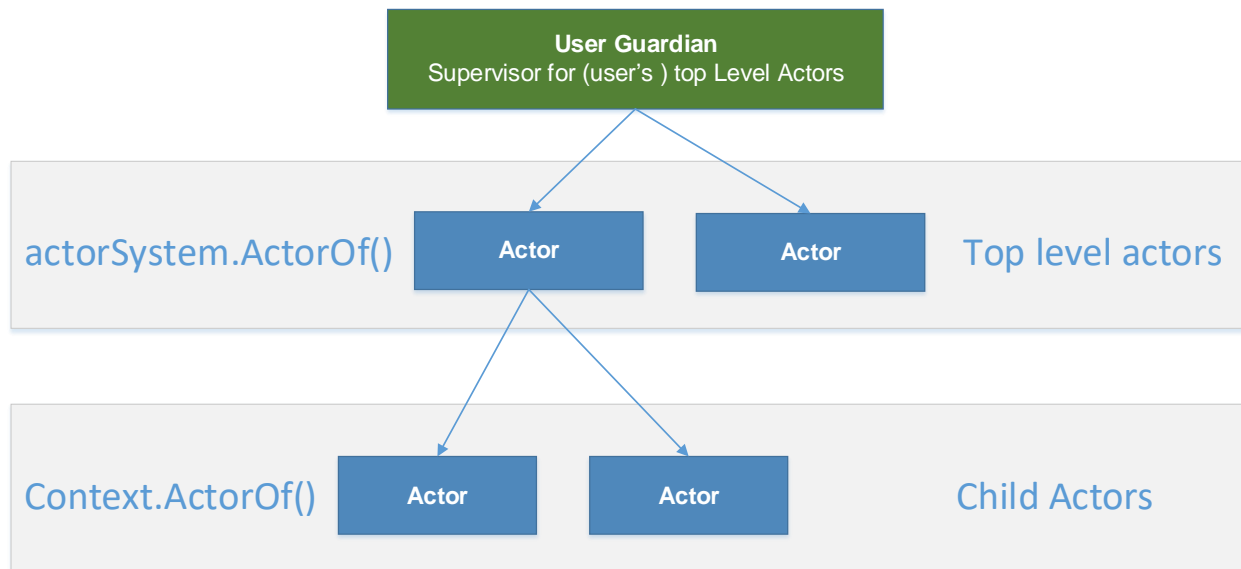 User Guardian
Supervisor for (user's ) top Level Actors
actorSystem.ActorOf()
Actor
Actor
Top level actors
Context.ActorOf()
Actor
Actor
Child Actors